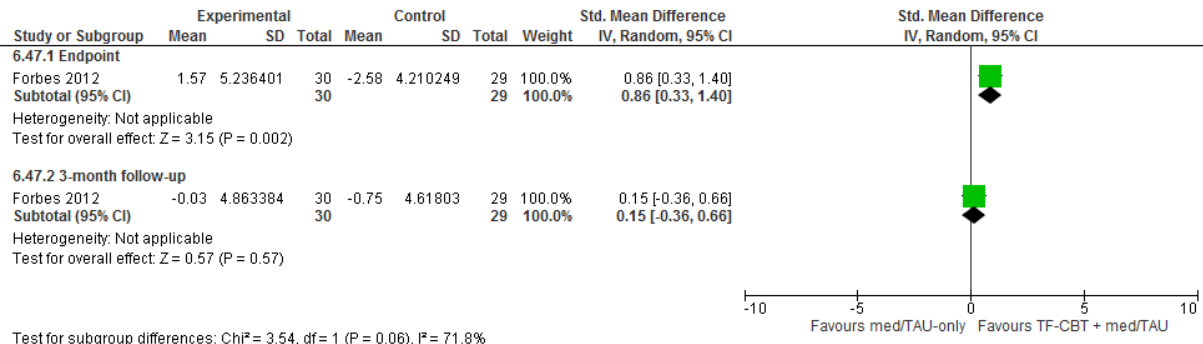 Experimental Control Std. Mean Difference Std. Mean Difference
Study or Subgroup Mean SD Total Mean SD Total Weight IV, Random, 95% CI IV, Random, 95% CI
6.47.1 Endpoint
Forbes 2012 1.57 5.236401 30 -2.58 4.210249 29 100.0% 0.86 [0.33, 1.40]
Subtotal (95% CI) 30 29 100.0% 0.86 [0.33, 1.40]
Heterogeneity: Not applicable
Test for overall effect: Z = 3.15 (P = 0.002)
6.47.2 3-month follow-up
Forbes 2012 -0.03 4.863384 30 -0.75 4.61803 29 100.0% 0.15 [-0.36, 0.66]
Subtotal (95% CI) 30 29 100.0% 0.15 [-0.36, 0.66]
Heterogeneity: Not applicable
Test for overall effect: Z = 0.57 (P = 0.57)
-10 -5 0 5 10
Favours med/TAU-only Favours TF-CBT + med/TAU
Test for subgroup differences: Chi² = 3.54, df = 1 (P = 0.06), I² = 71.8%